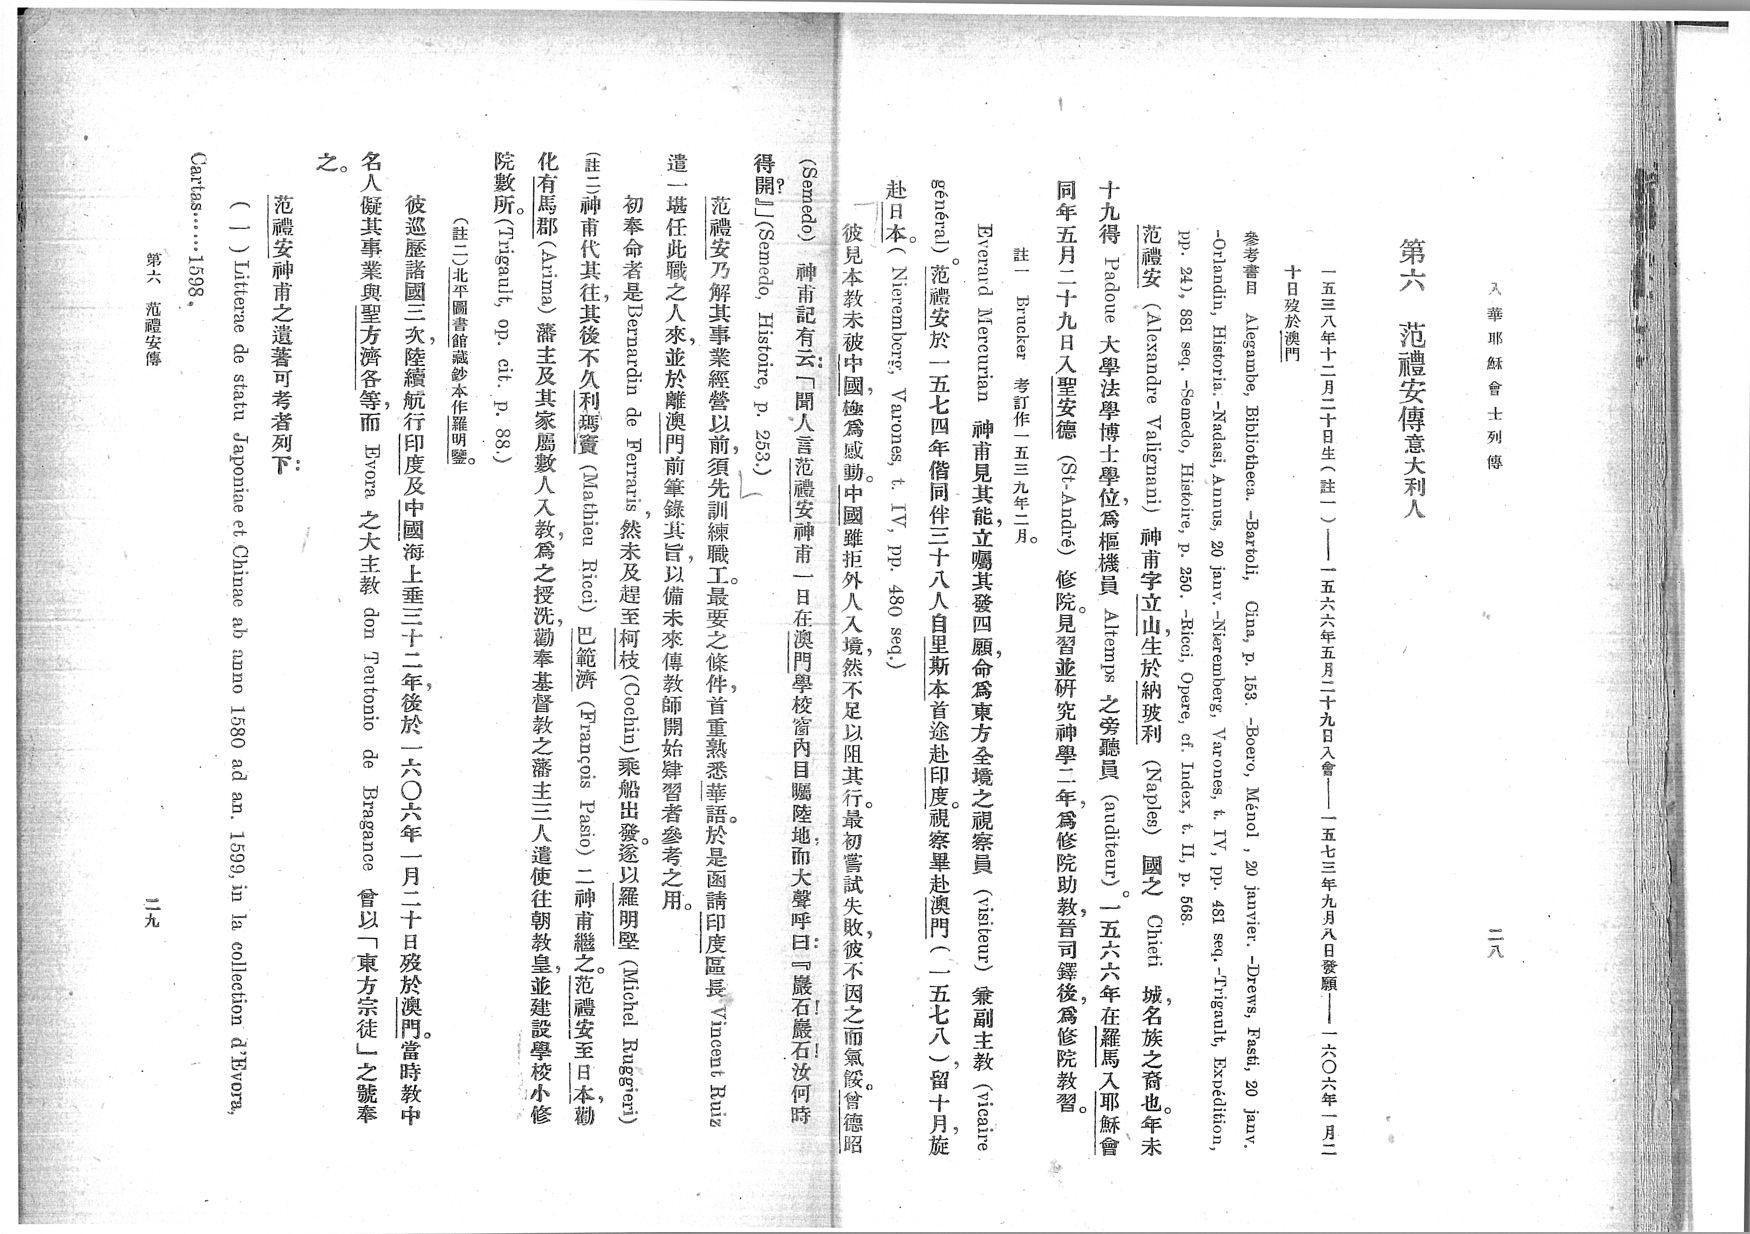 入華耶穌會士列傳
二八
第六 范禮安傳意大利人
一五三八年十二月二十日生(註一)——一五六六年五月二十九日入會——一五七三年九月八日發願——一六〇六年一月二
十日歿於澳門
參考書目 Alegambe, Bibliotheca. -Bartoli, Cina, p. 153. -Boero, Ménol , 20 janvier. -Drews, Fasti, 20 janv.
-Orlandin, Historia. -Nadasi, Annus, 20 janv. -Nieremberg, Varones, t. IV, pp. 481 seq. -Trigault, Expédition,
pp. 24), 881 seq. -Semedo, Histoire, p. 250. -Ricci, Opere, cf. Index, t. II, p. 568.
范禮安 (Alexandre Valignani) 神甫字立山,生於納玻利 (Naples) 國之 Chieti 城,名族之裔也。年未
十九得 Padoue 大學法學博士學位,爲樞機員 Altemps 之旁聽員 (auditeur)。一五六六年在羅馬入耶穌會
同年五月二十九日入聖安德 (St-André) 修院。見習並研究神學二年,爲修院助教,晉司鐸後,爲修院教習。
註一 Brucker 考訂作一五三九年二月。
Everard Mercurian 神甫見其能,立囑其發四願,命爲東方全境之視察員 (visiteur) 兼副主教 (vicaire
général)。范禮安於一五七四年偕同伴三十八人自里斯本首途赴印度。視察畢赴澳門(一五七八),留十月,旋
赴日本。( Nieremberg, Varones, t. IV, pp. 480 seq.)
彼見本教未被中國,極爲感動。中國雖拒外人入境,然不足以阻其行。最初嘗試失敗,彼不因之而氣餒。曾德昭
(Semedo) 神甫記有云:「聞人言范禮安神甫一日在澳門學校窗內目矚陸地,而大聲呼曰:『巖石!巖石!汝何時
得開?』」(Semedo, Histoire, p. 253.)
范禮安乃解其事業經營以前,須先訓練職工。最要之條件,首重熟悉華語。於是函請印度區長 Vincent Ruiz
遣一堪任此職之人來,並於離澳門前筆錄其旨,以備未來傳教師開始肄習者參考之用。
初奉命者是Bernardin de Ferraris,然未及趕至柯枝(Cochin)乘船出發。遂以羅明堅 (Michel Ruggieri)
(註二)神甫代其往,其後不久利瑪竇 (Mathieu Ricci) 巴範濟 (François Pasio) 二神甫繼之。范禮安至日本,勸
化有馬郡(Arima) 藩主及其家屬數人入教,爲之授洗,勸奉基督教之藩主三人遣使往朝教皇,並建設學校小修
院數所。(Trigault, op. cit. p. 88.)
(註二)北平圖書館藏鈔本作羅明鑒。
彼巡歷諸國三次,陸續航行印度及中國海上垂三十二年,後於一六〇六年一月二十日歿於澳門。當時教中
名人儗其事業與聖方濟各等,而 Evora 之大主教 don Teutonio de Bragance 曾以「東方宗徒」之號奉
之。
范禮安神甫之遺著可考者列下:
(一) Litterae de statu Japoniae et Chinae ab anno 1580 ad an. 1599, in la collection d'Evora,
Cartas……1598,
第六 范禮安傳
二九